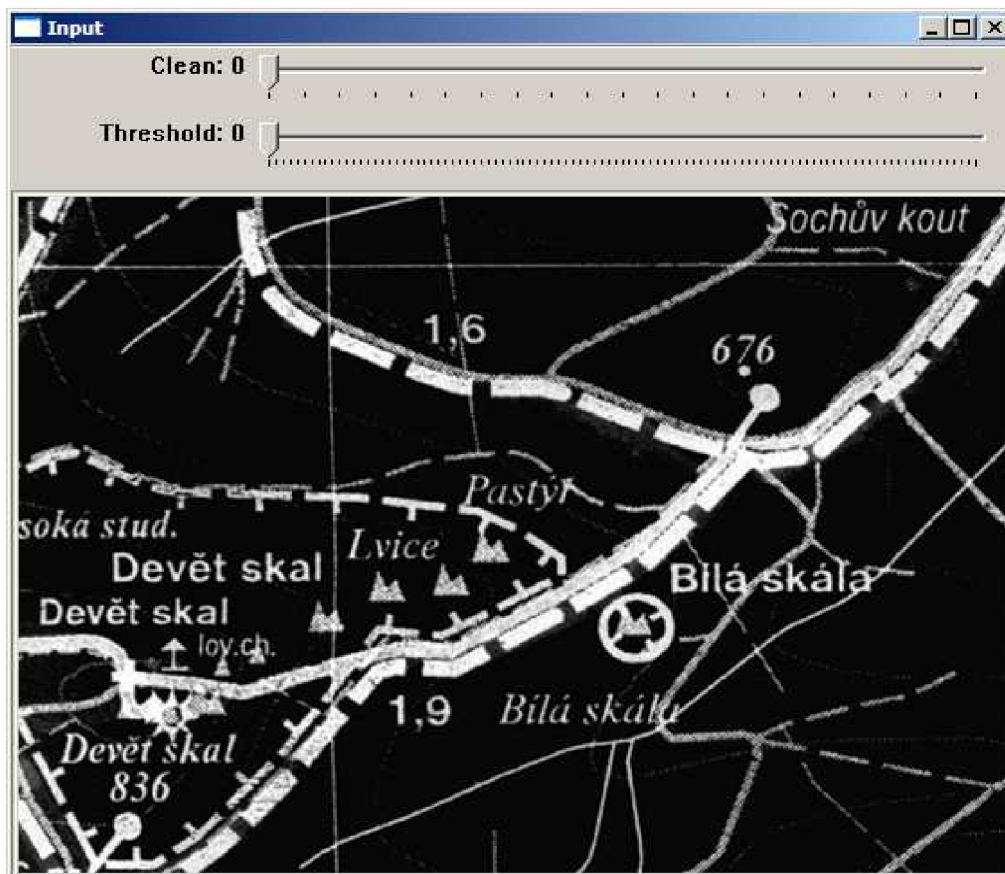 Input
Clean: 0
Threshold: 0
Sochův kout
1,6
676
Pastýř
soká stud.
Lvice
Devět skal
Bílá skála
Devět skal
lov.ch.
1,9
Bílá skála
Devět skal
836